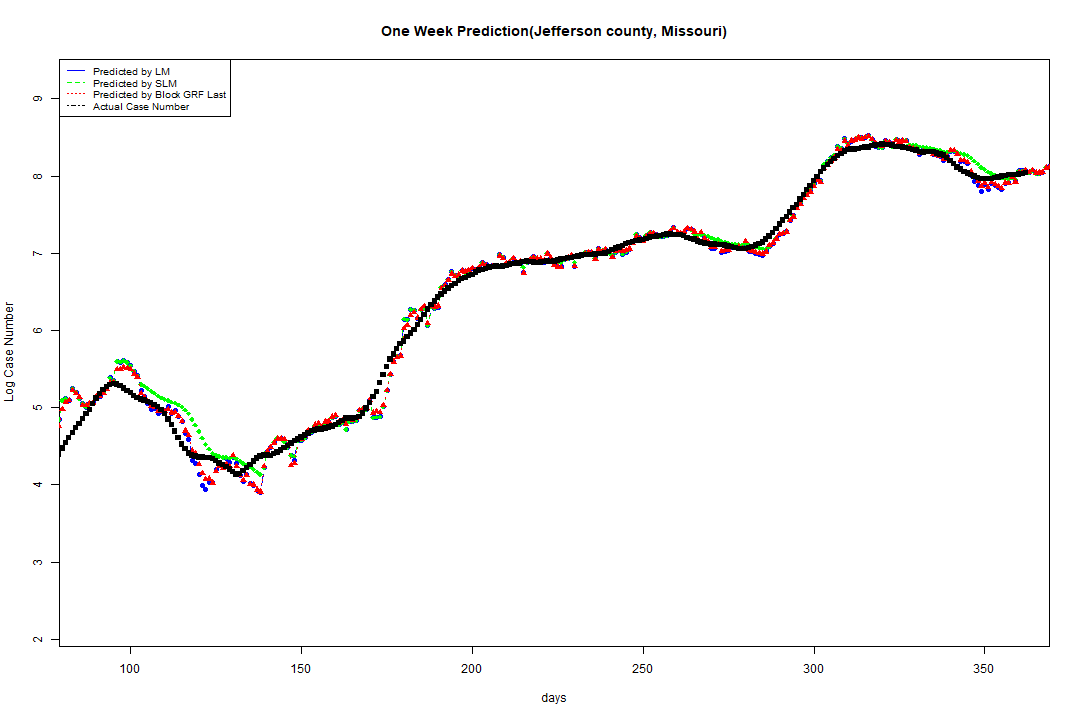 One Week Prediction(Jefferson county, Missouri)
Predicted by LM
Predicted by SLM
Predicted by Block GRF Last
Actual Case Number
9
8
7
6
5
4
3
2
Log Case Number
100 150 200 250 300 350
days